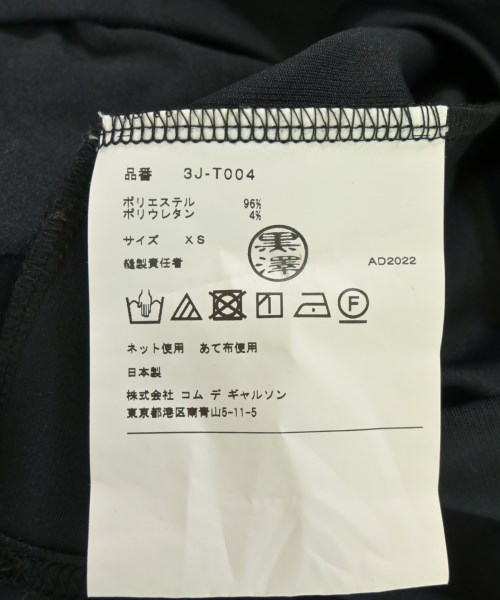 品番 3J-T004
ポリエステル 96%
ポリウレタン 4%
サイズ XS
黒澤
縫製責任者 AD2022
F
ネット使用 あて布使用
日本製
株式会社 コム デ ギャルソン
東京都港区南青山5-11-5